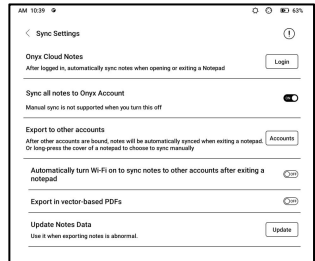 AM 10:39
63%
Sync Settings
Onyx Cloud Notes
After logged in, automatically sync notes when opening or exiting a Notepad
Login
Sync all notes to Onyx Account
ON
Manual sync is not supported when you turn this off
Export to other accounts
After other accounts are bound, notes will be automatically synced when exiting a notepad.
Or long-press the cover of a notepad to choose to sync manually
Accounts
Automatically turn Wi-Fi on to sync notes to other accounts after exiting a
notepad
OFF
Export in vector-based PDFs
OFF
Update Notes Data
Use it when exporting notes is abnormal.
Update